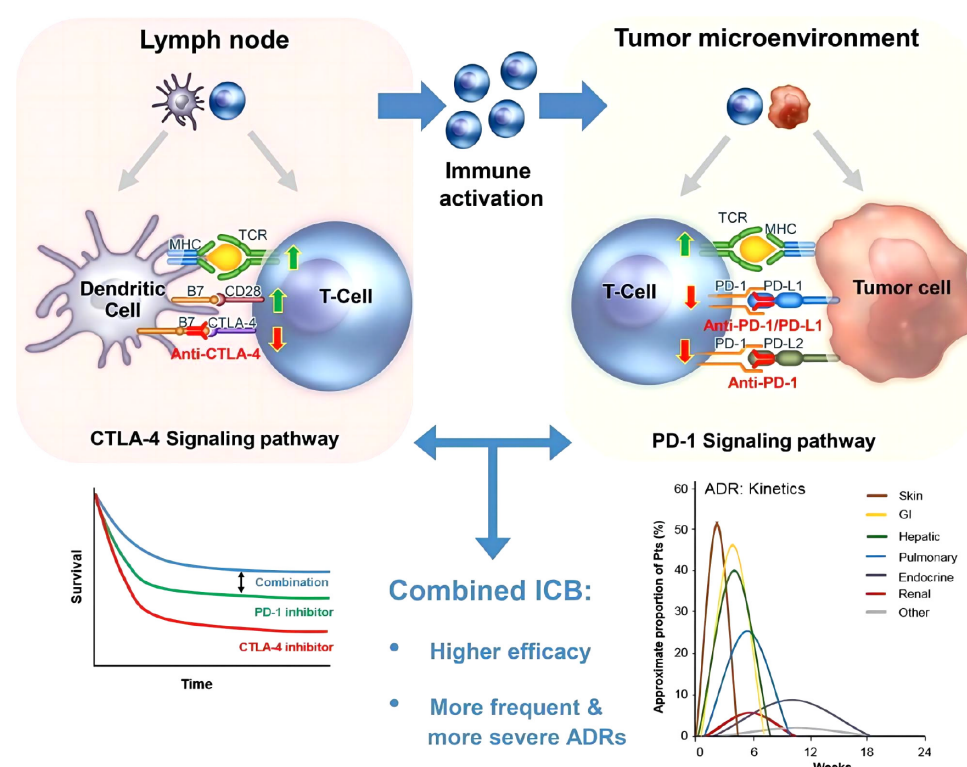 Lymph node
Tumor microenvironment
Immune
activation
MHC
TCR
Dendritic
Cell
B7
CD28
T-Cell
B7
CTLA-4
Anti-CTLA-4
TCR
MHC
T-Cell
PD-1
PD-L1
Tumor cell
Anti-PD-1/PD-L1
PD-1
PD-L2
Anti-PD-1
CTLA-4 Signaling pathway
PD-1 Signaling pathway
Survival
Combination
PD-1 inhibitor
CTLA-4 inhibitor
Time
Combined ICB:
• Higher efficacy
• More frequent &
more severe ADRs
ADR: Kinetics
Approximate proportion of Pts (%)
60
50
40
30
20
10
0
0 6 12 18 24
Weeks
Skin
GI
Hepatic
Pulmonary
Endocrine
Renal
Other